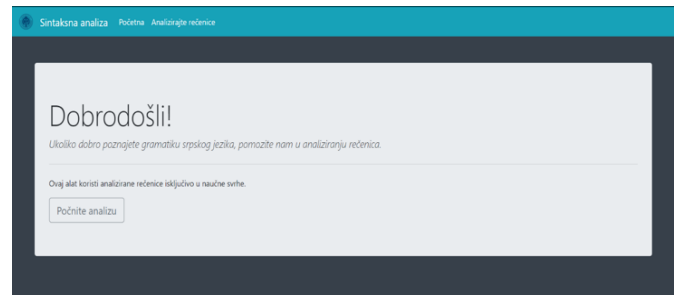 Sintaksna analiza Početna Analizirajte rečenice
Dobrodošli!
Ukoliko dobro poznajete gramatiku srpskog jezika, pomozite nam u analiziranju rečenica.
Ovaj alat koristi analizirane rečenice isključivo u naučne svrhe.
Počnite analizu